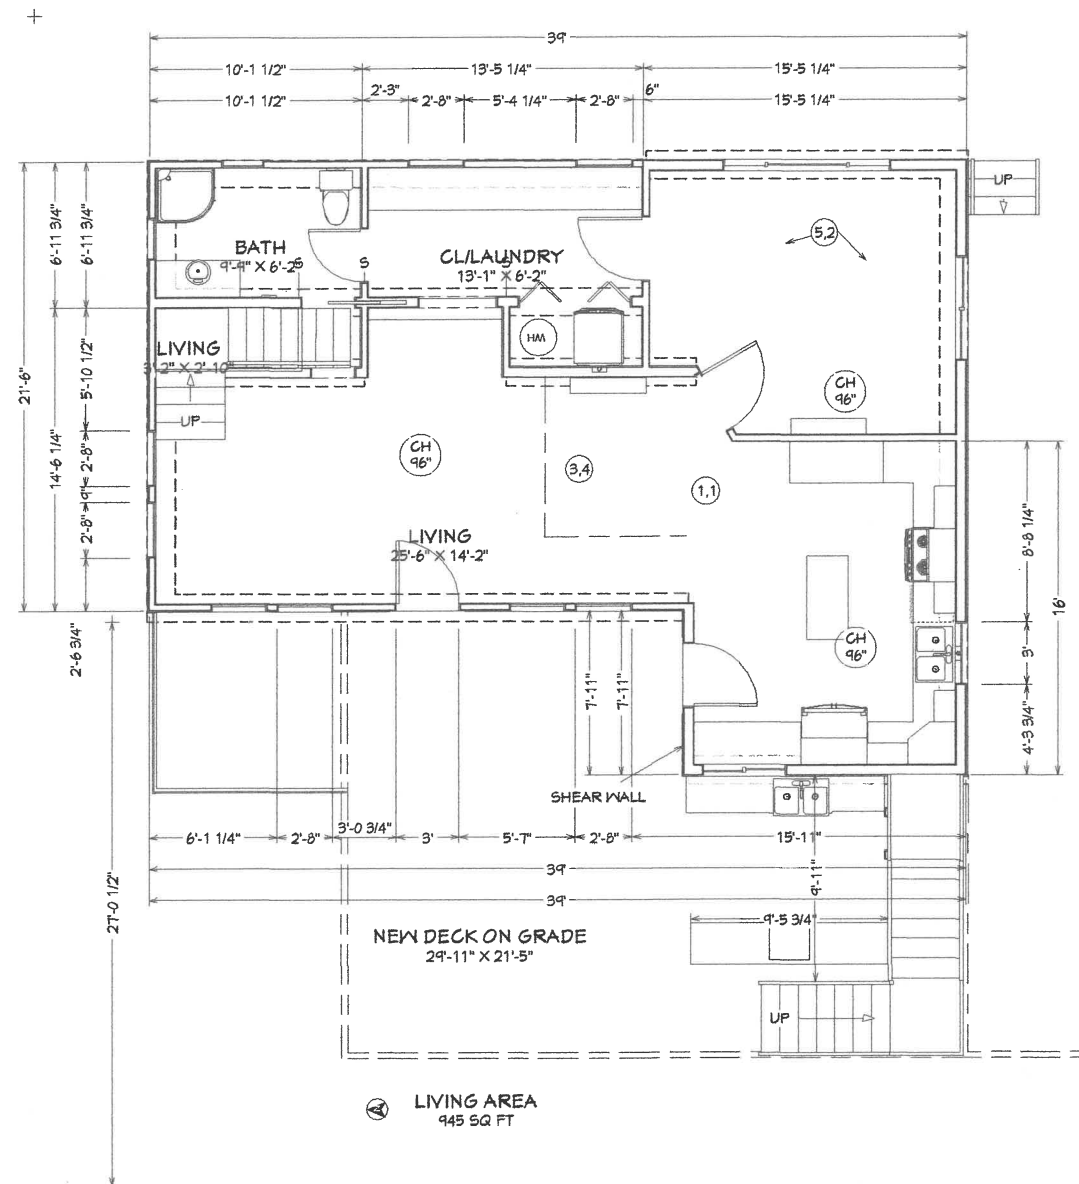 39'
10'-1 1/2"
13'-5 1/4"
15'-5 1/4"
10'-1 1/2"
2'-3"
2'-8"
5'-4 1/4"
2'-8"
6"
15'-5 1/4"
UP
21'-6"
6'-11 3/4"
6'-11 3/4"
5,2
BATH
9'-9" X 6'-2"
S
S
CL/LAUNDRY
13'-1" X 6'-2"
S
WH
LIVING
3'-2" X 2'-10"
UP
5'-10 1/2"
14'-6 1/4"
2'-8"
9"
2'-8"
CH
96"
CH
96"
3,4
1,1
LIVING
25'-6" X 14'-2"
8'-8 1/4"
16'
3'
4'-3 3/4"
CH
96"
2'-6 3/4"
7'-11"
7'-11"
SHEAR WALL
6'-1 1/4"
2'-8"
3'-0 3/4"
3'
5'-7"
2'-8"
15'-11"
39'
39'
9'-11"
27'-0 1/2"
9'-5 3/4"
NEW DECK ON GRADE
29'-11" X 21'-5"
UP
LIVING AREA
945 SQ FT